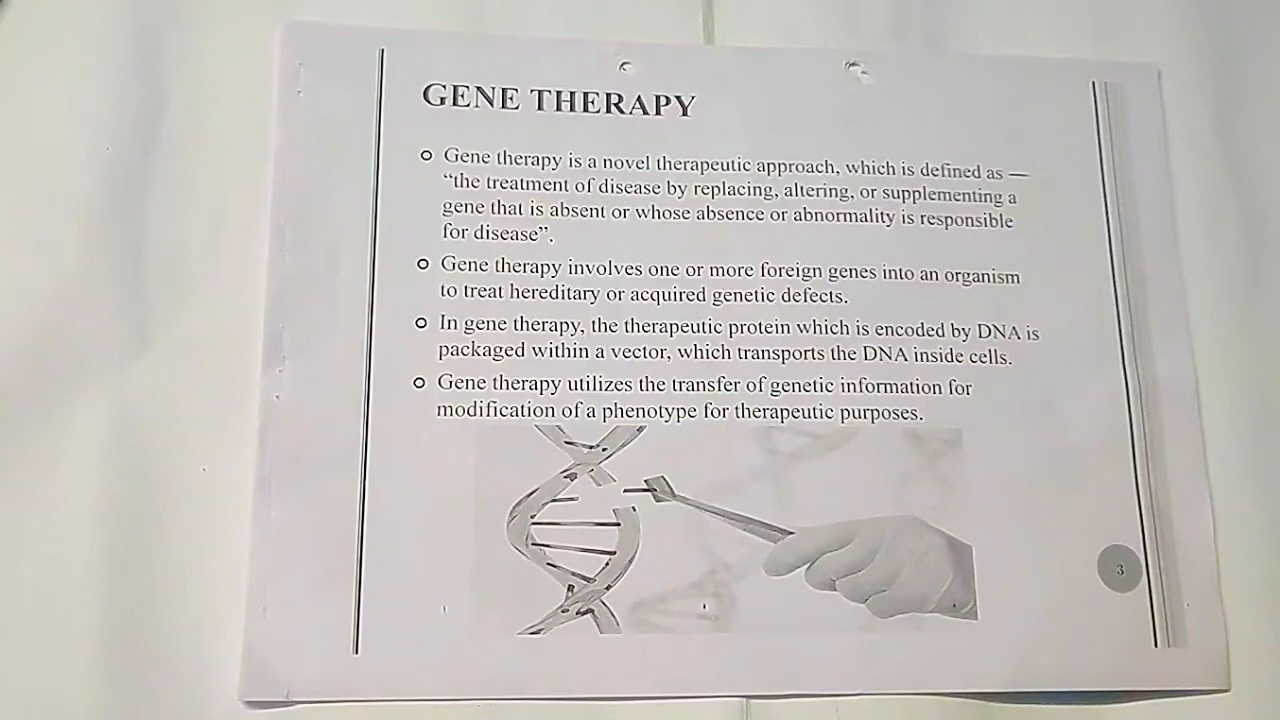 GENE THERAPY
Gene therapy is a novel therapeutic approach, which is defined as —
“the treatment of disease by replacing, altering, or supplementing a
gene that is absent or whose absence or abnormality is responsible
for disease”.
Gene therapy involves one or more foreign genes into an organism
to treat hereditary or acquired genetic defects.
In gene therapy, the therapeutic protein which is encoded by DNA is
packaged within a vector, which transports the DNA inside cells.
Gene therapy utilizes the transfer of genetic information for
modification of a phenotype for therapeutic purposes.
3